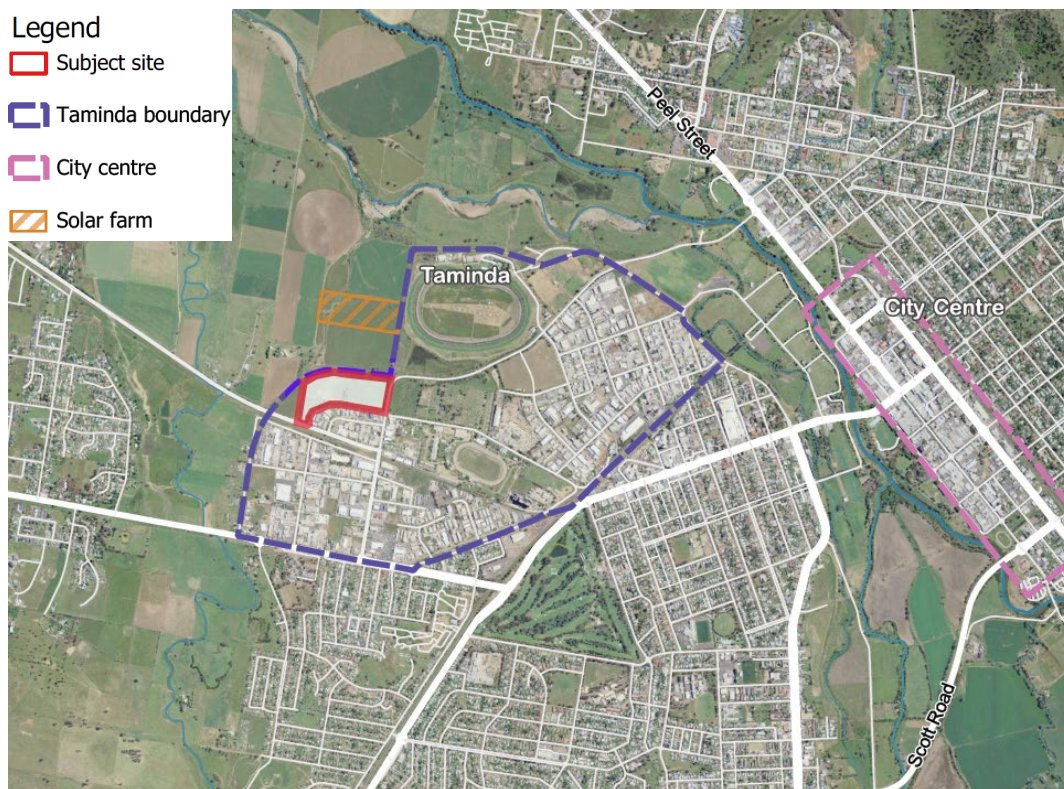 Legend
Subject site
Taminda boundary
City centre
Solar farm
Peel Street
Taminda
City Centre
Scott Road